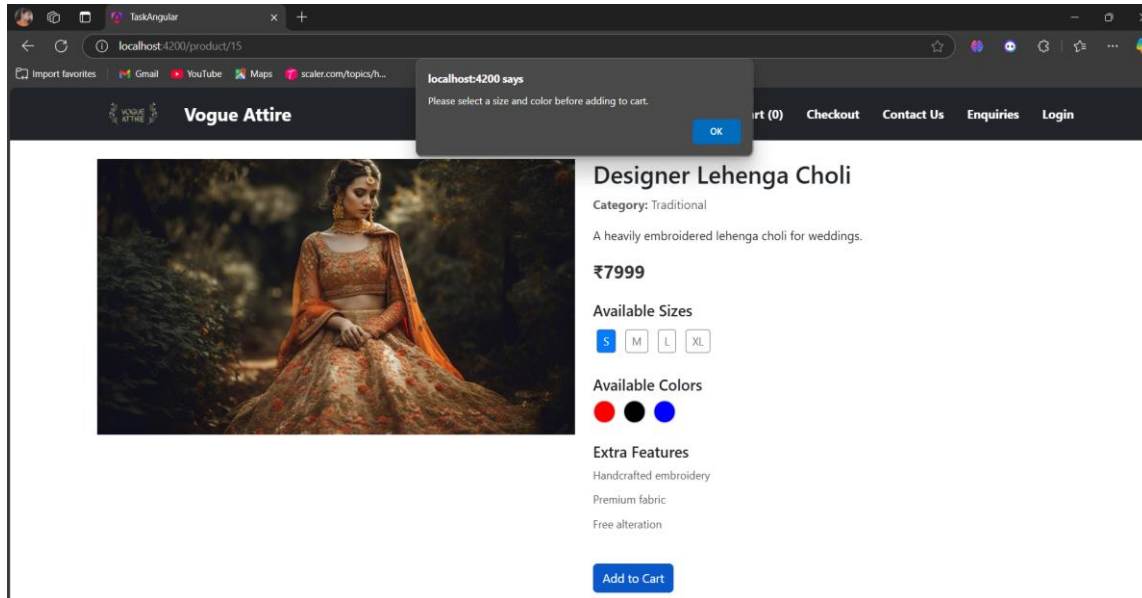 TaskAngular
localhost:4200/product/15
Import favorites
Gmail
YouTube
Maps
scaler.com/topics/h...
localhost:4200 says
Please select a size and color before adding to cart.
OK
VOGUE
ATTIRE
Vogue Attire
rt (0)
Checkout
Contact Us
Enquiries
Login
Designer Lehenga Choli
Category: Traditional
A heavily embroidered lehenga choli for weddings.
₹7999
Available Sizes
S M L XL
Available Colors
Extra Features
Handcrafted embroidery
Premium fabric
Free alteration
Add to Cart